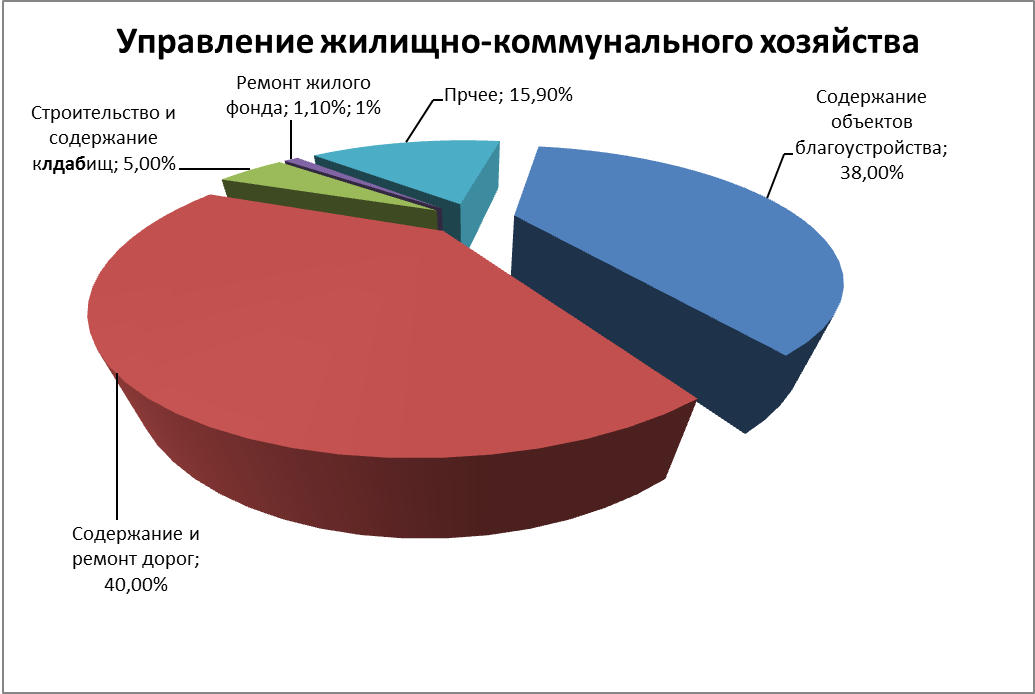 Управление жилищно-коммунального хозяйства
Ремонт жилого
фонда; 1,10%; 1%
Прчее; 15,90%
Строительство и
содержание
клдабищ; 5,00%
Содержание
объектов
благоустройства;
38,00%
Содержание и
ремонт дорог;
40,00%